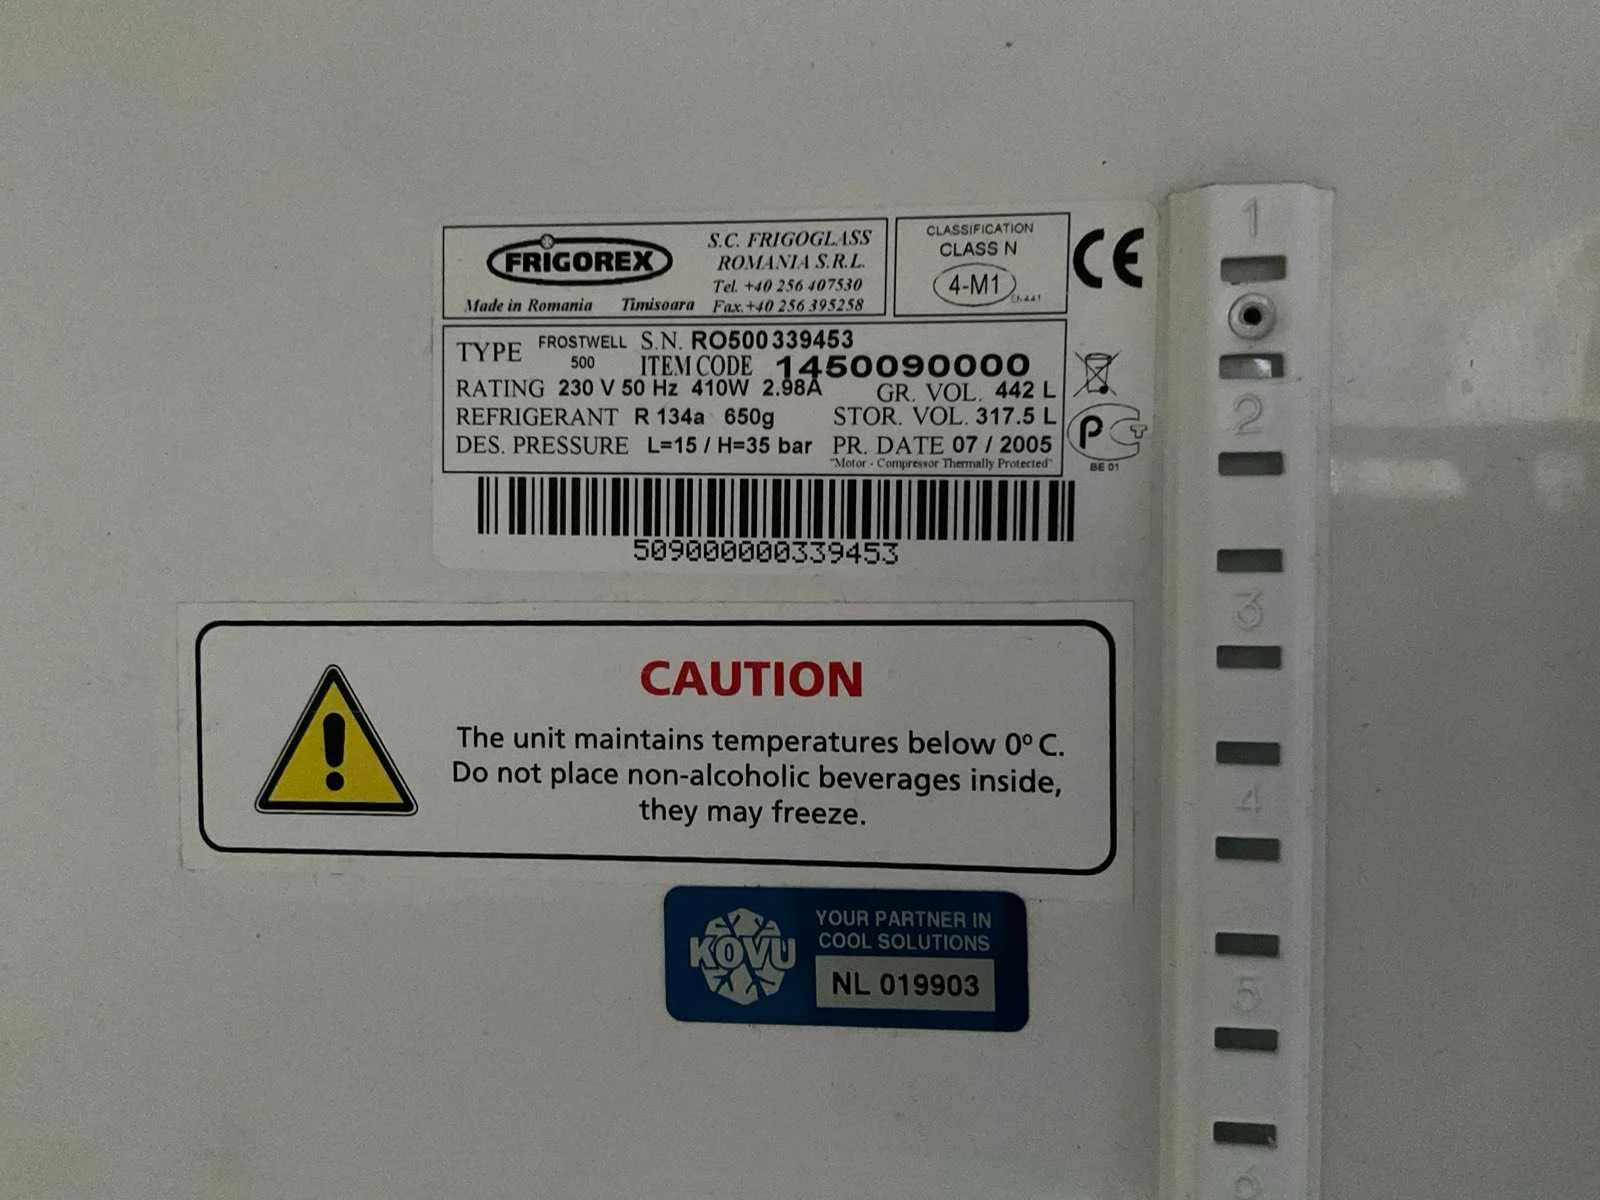 FRIGOREX
S.C. FRIGOGLASS
ROMANIA S.R.L.
Tel. +40 256 407530
Made in Romania Timisoara Fax.+40 256 395258
CLASSIFICATION
CLASS N
4-M1
EN 441
CE
TYPE FROSTWELL 500 S.N. RO500339453
ITEM CODE 1450090000
RATING 230 V 50 Hz 410W 2.98A GR. VOL. 442 L
REFRIGERANT R 134a 650g STOR. VOL. 317.5 L
DES. PRESSURE L=15 / H=35 bar PR. DATE 07 / 2005
"Motor - Compressor Thermally Protected"
BE 01
509000000339453
CAUTION
The unit maintains temperatures below 0° C.
Do not place non-alcoholic beverages inside,
they may freeze.
KOVU
YOUR PARTNER IN
COOL SOLUTIONS
NL 019903
1
2
3
4
5
6